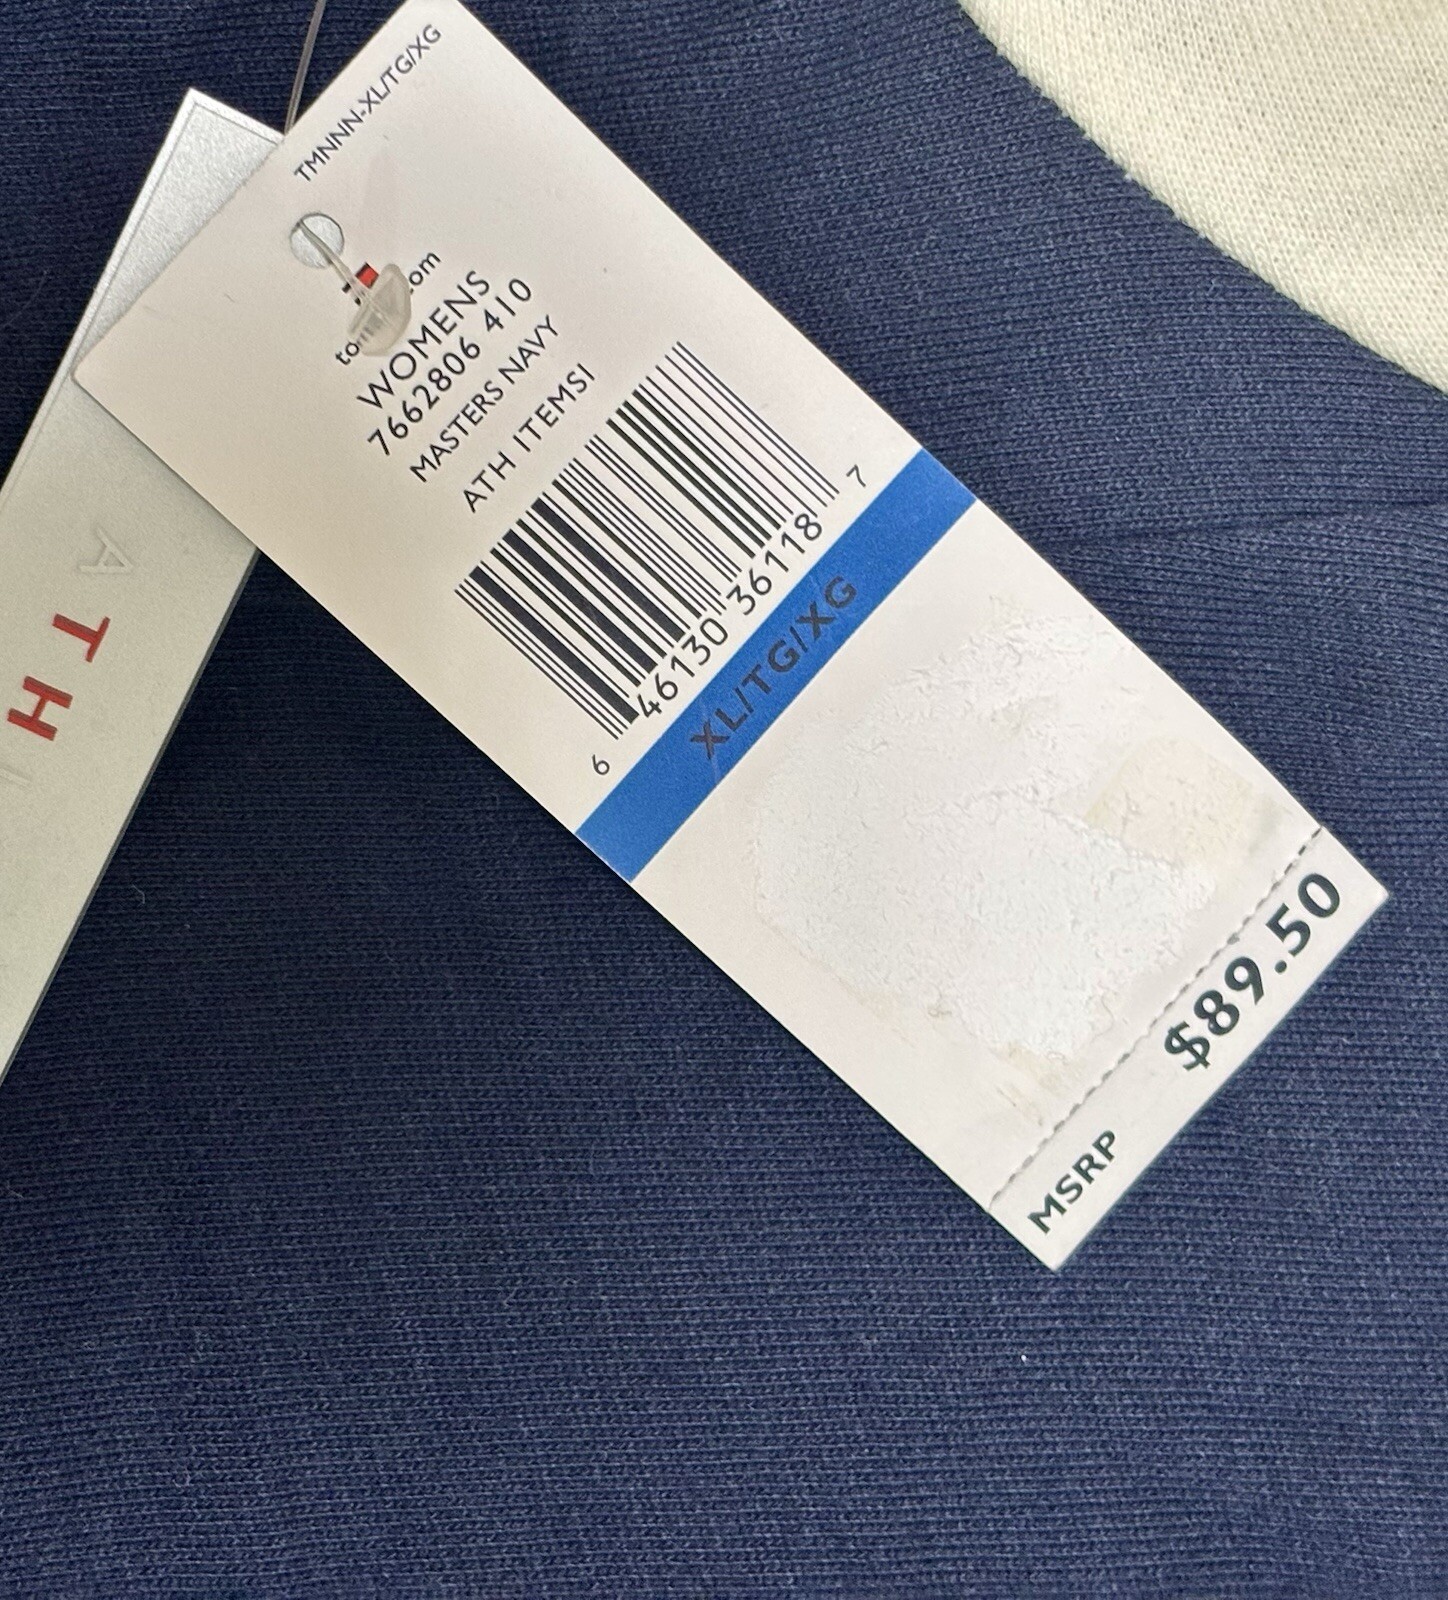 TMNNN-XL/TG/XG
WOMENS
7662806 410
MASTERS NAVY
ATH ITEMSI
6 46130 36118 7
XL/TG/XG
$89.50
MSRP
ATH